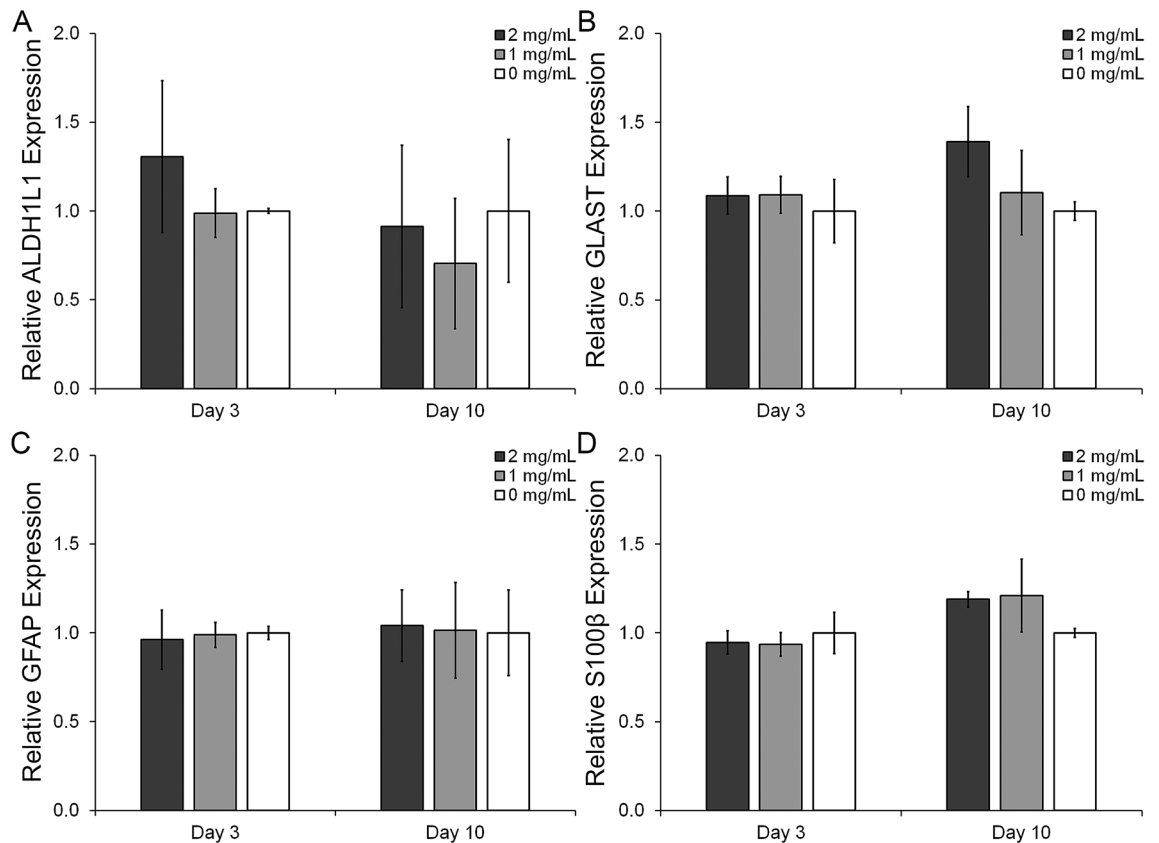 A
Relative ALDH1L1 Expression
2.0
1.5
1.0
0.5
0.0
2 mg/mL
1 mg/mL
0 mg/mL
Day 3
Day 10
B
Relative GLAST Expression
2.0
1.5
1.0
0.5
0.0
2 mg/mL
1 mg/mL
0 mg/mL
Day 3
Day 10
C
Relative GFAP Expression
2.0
1.5
1.0
0.5
0.0
2 mg/mL
1 mg/mL
0 mg/mL
Day 3
Day 10
D
Relative S100β Expression
2.0
1.5
1.0
0.5
0.0
2 mg/mL
1 mg/mL
0 mg/mL
Day 3
Day 10